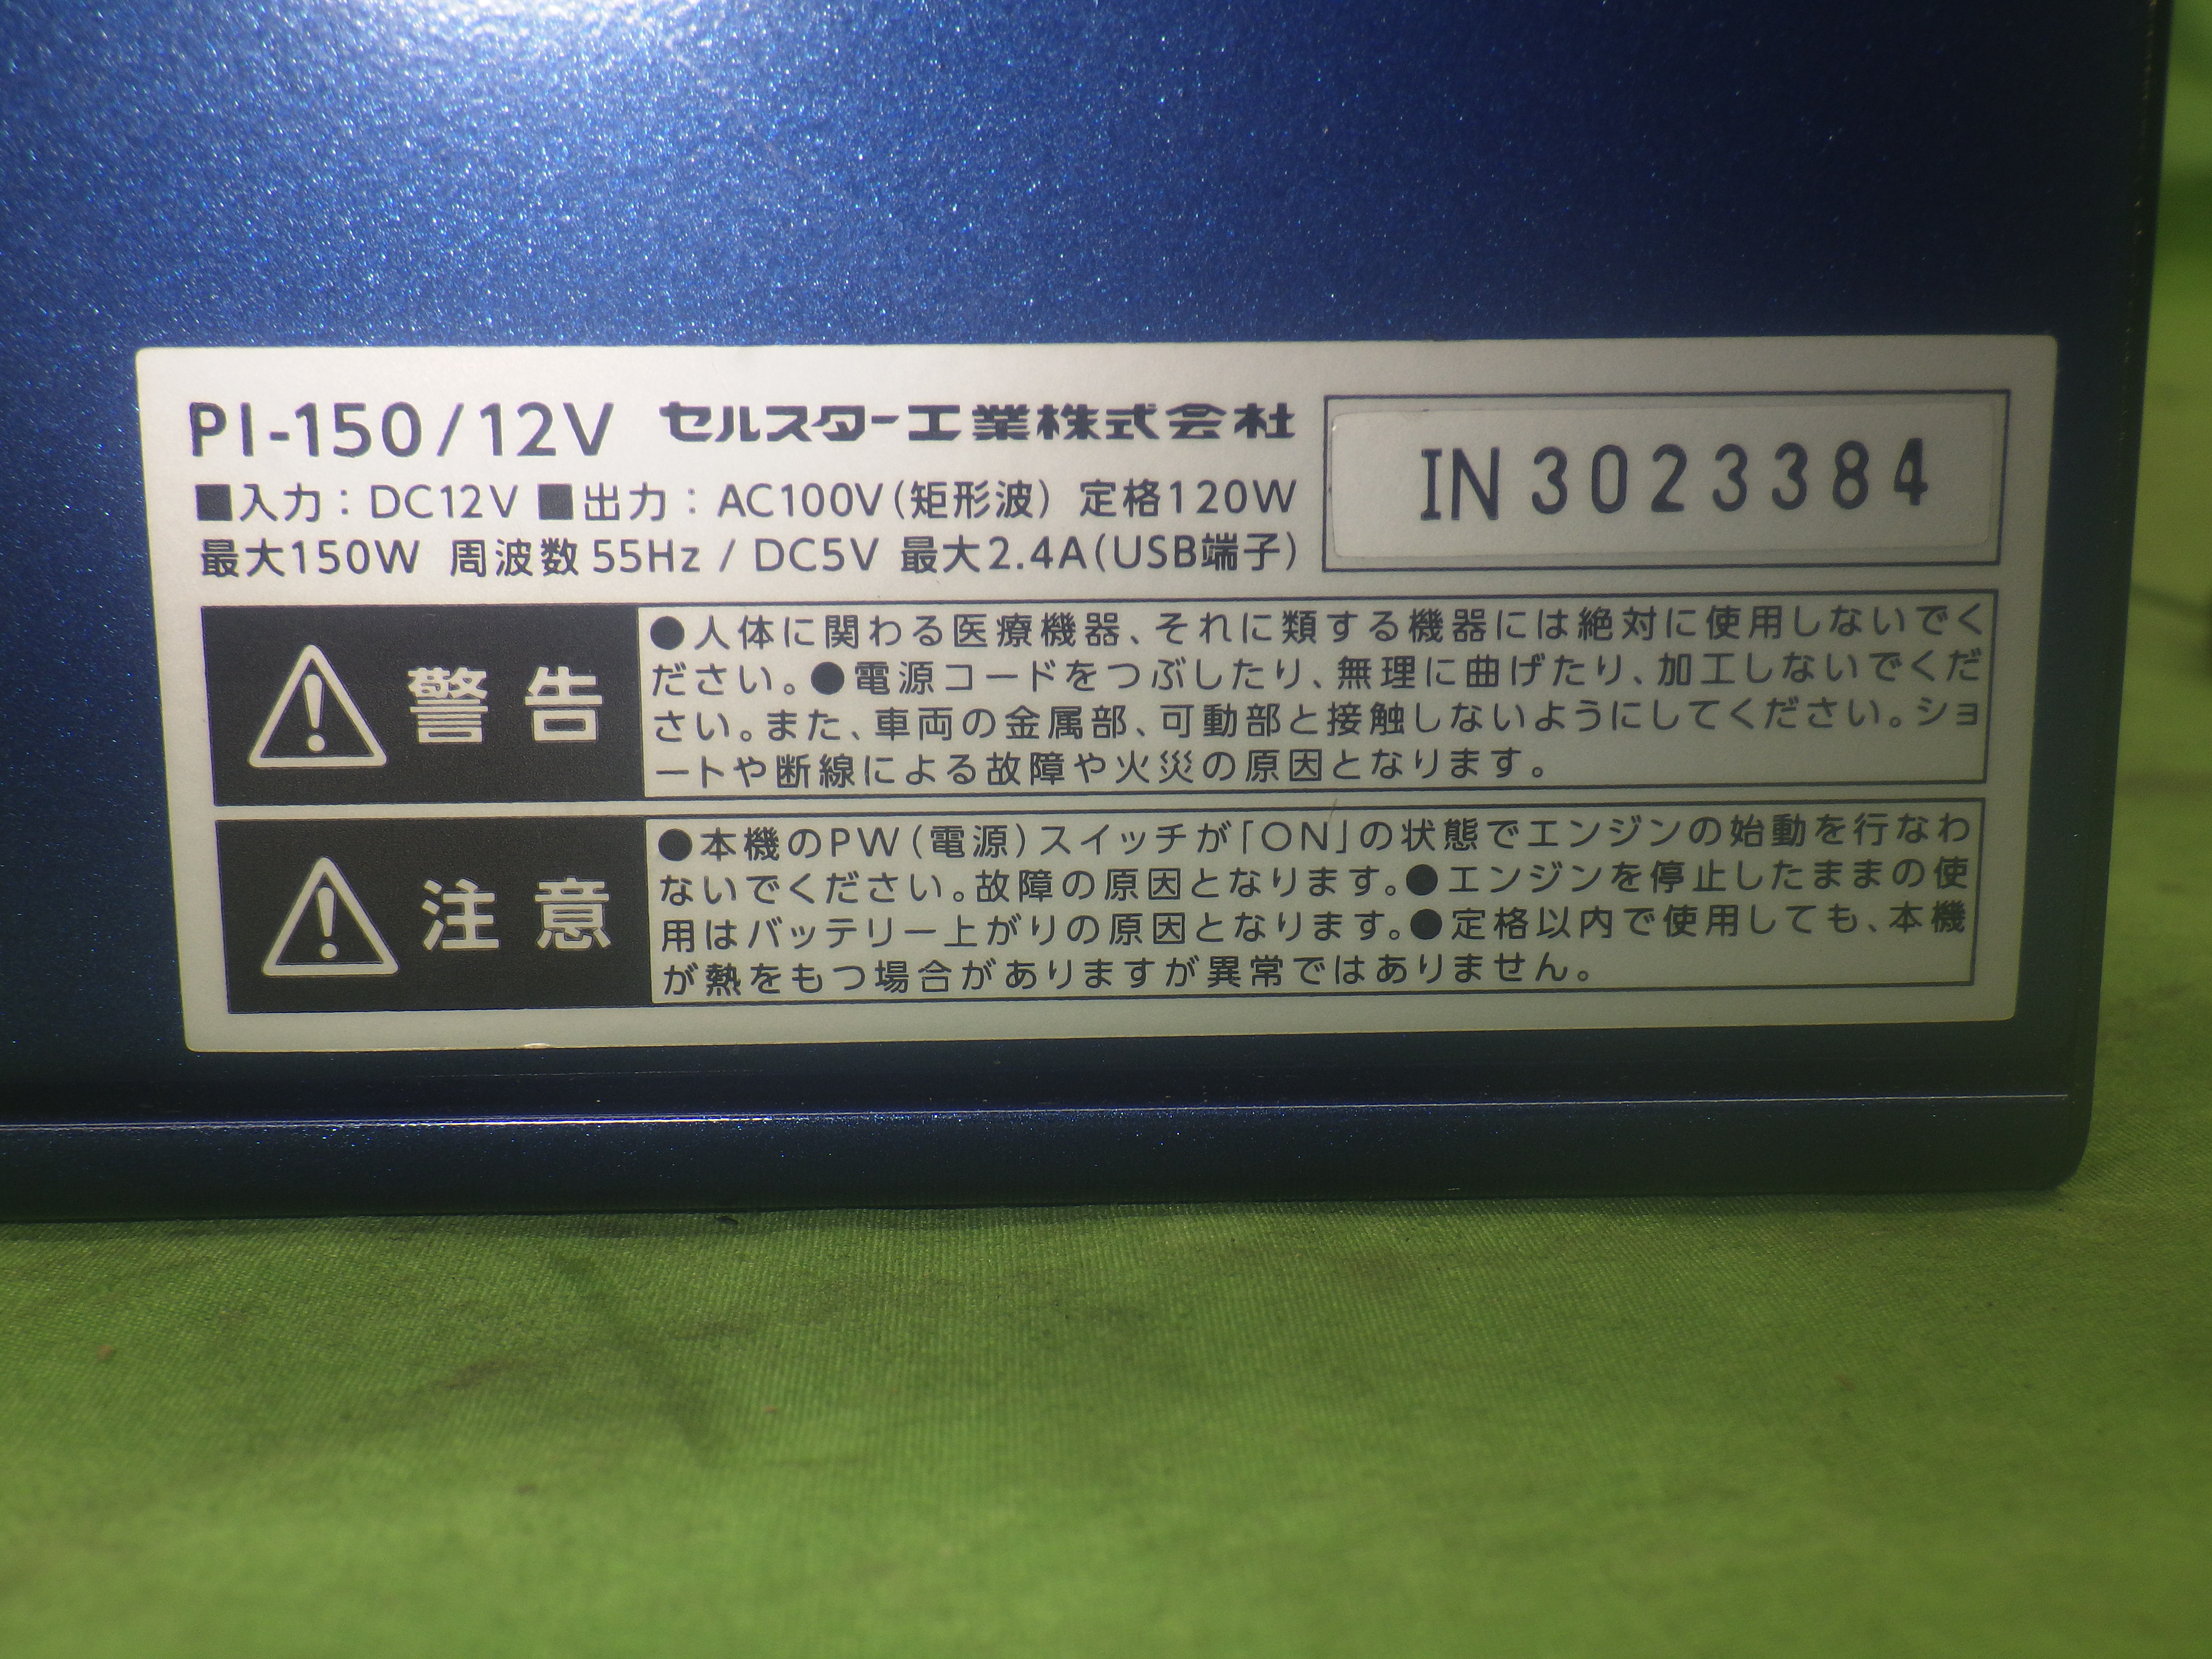 PI-150/12V セルスター工業株式会社
IN 3023384
■入力：DC12V ■出力：AC100V(矩形波) 定格120W
最大150W 周波数55Hz / DC5V 最大2.4A(USB端子)
警告
●人体に関わる医療機器、それに類する機器には絶対に使用しないでく
ださい。●電源コードをつぶしたり、無理に曲げたり、加工しないでくだ
さい。また、車両の金属部、可動部と接触しないようにしてください。ショ
ートや断線による故障や火災の原因となります。
注意
●本機のPW(電源)スイッチが「ON」の状態でエンジンの始動を行なわ
ないでください。故障の原因となります。●エンジンを停止したままの使
用はバッテリー上がりの原因となります。●定格以内で使用しても、本機
が熱をもつ場合がありますが異常ではありません。